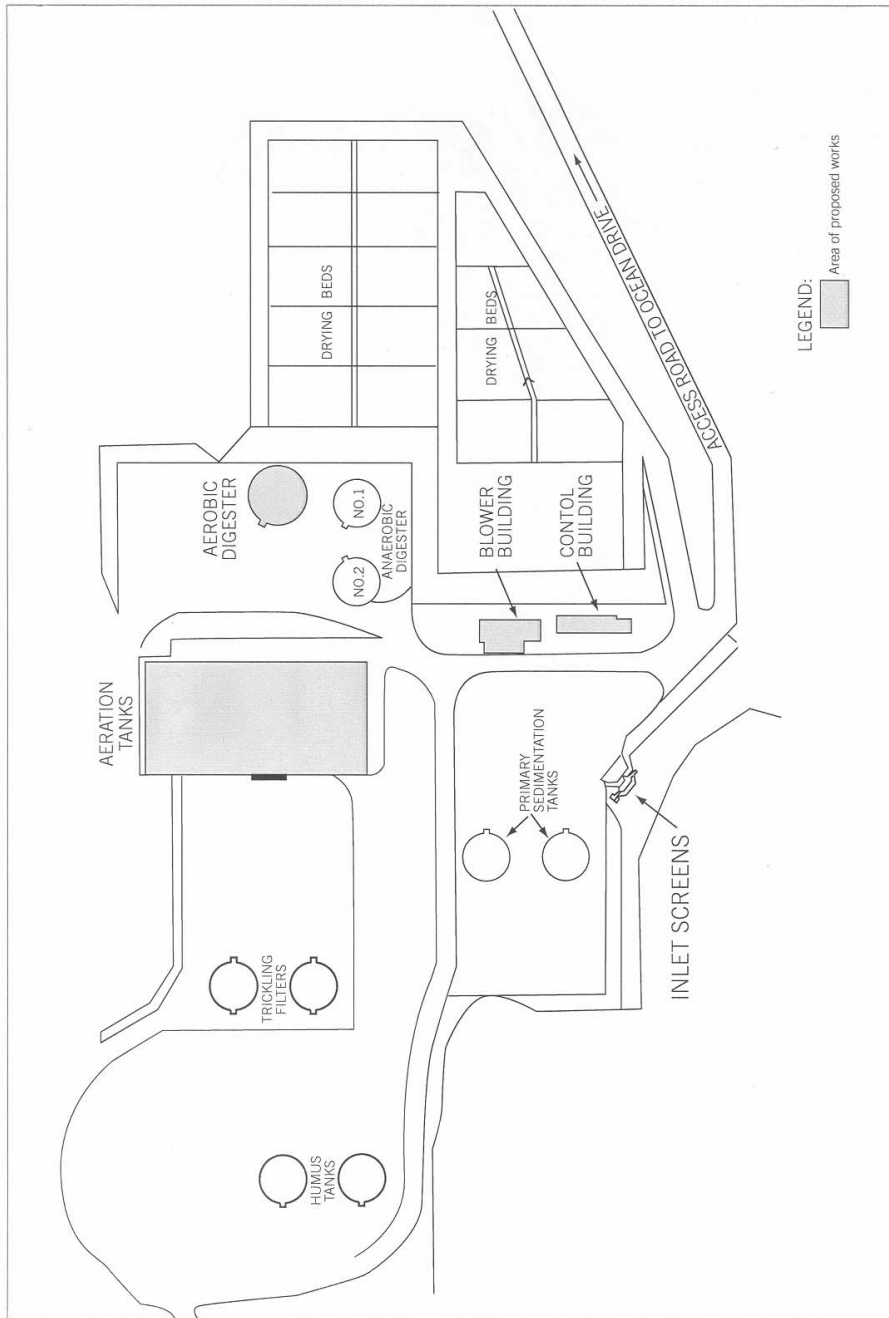 HUMUS
TANKS
TRICKLING
FILTERS
AERATION
TANKS
AEROBIC
DIGESTER
NO.2
NO.1
ANAEROBIC
DIGESTER
DRYING BEDS
DRYING BEDS
BLOWER
BUILDING
CONTOL
BUILDING
PRIMARY
SEDIMENTATION
TANKS
INLET SCREENS
ACCESS ROAD TO OCEAN DRIVE
LEGEND:
Area of proposed works